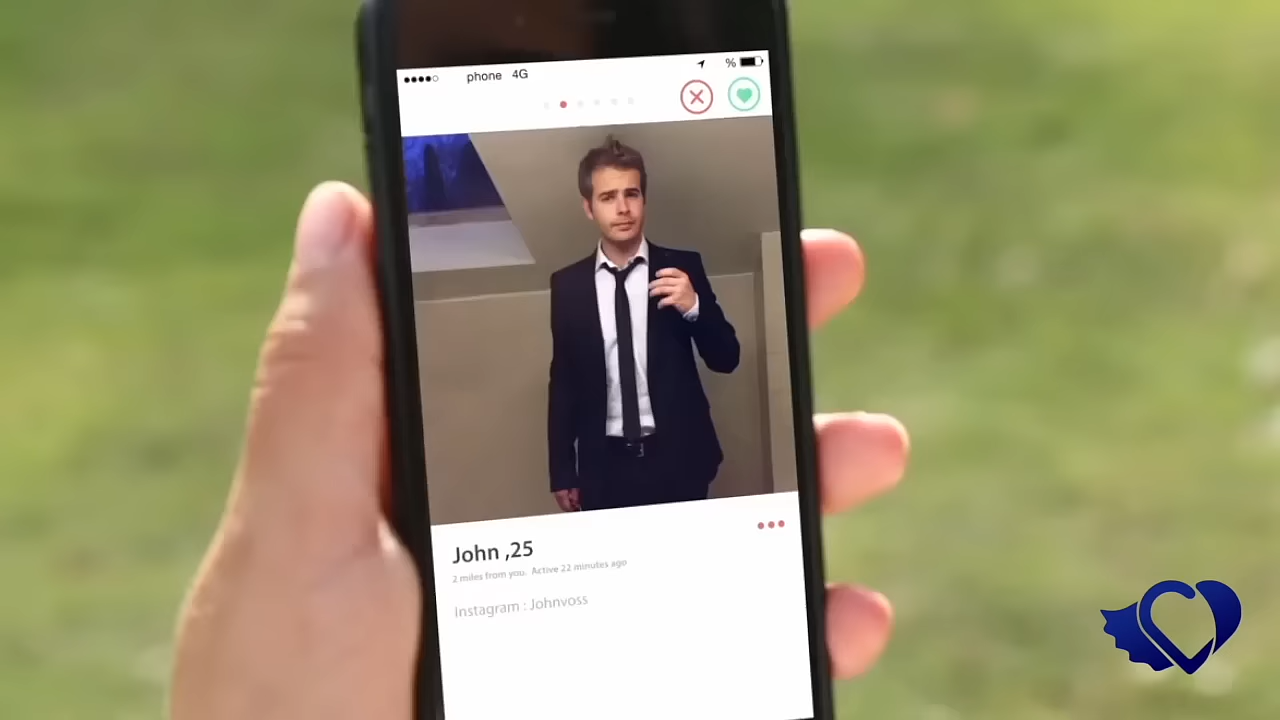 phone 4G %
John ,25
2 miles from you. Active 22 minutes ago
Instagram : Johnvoss